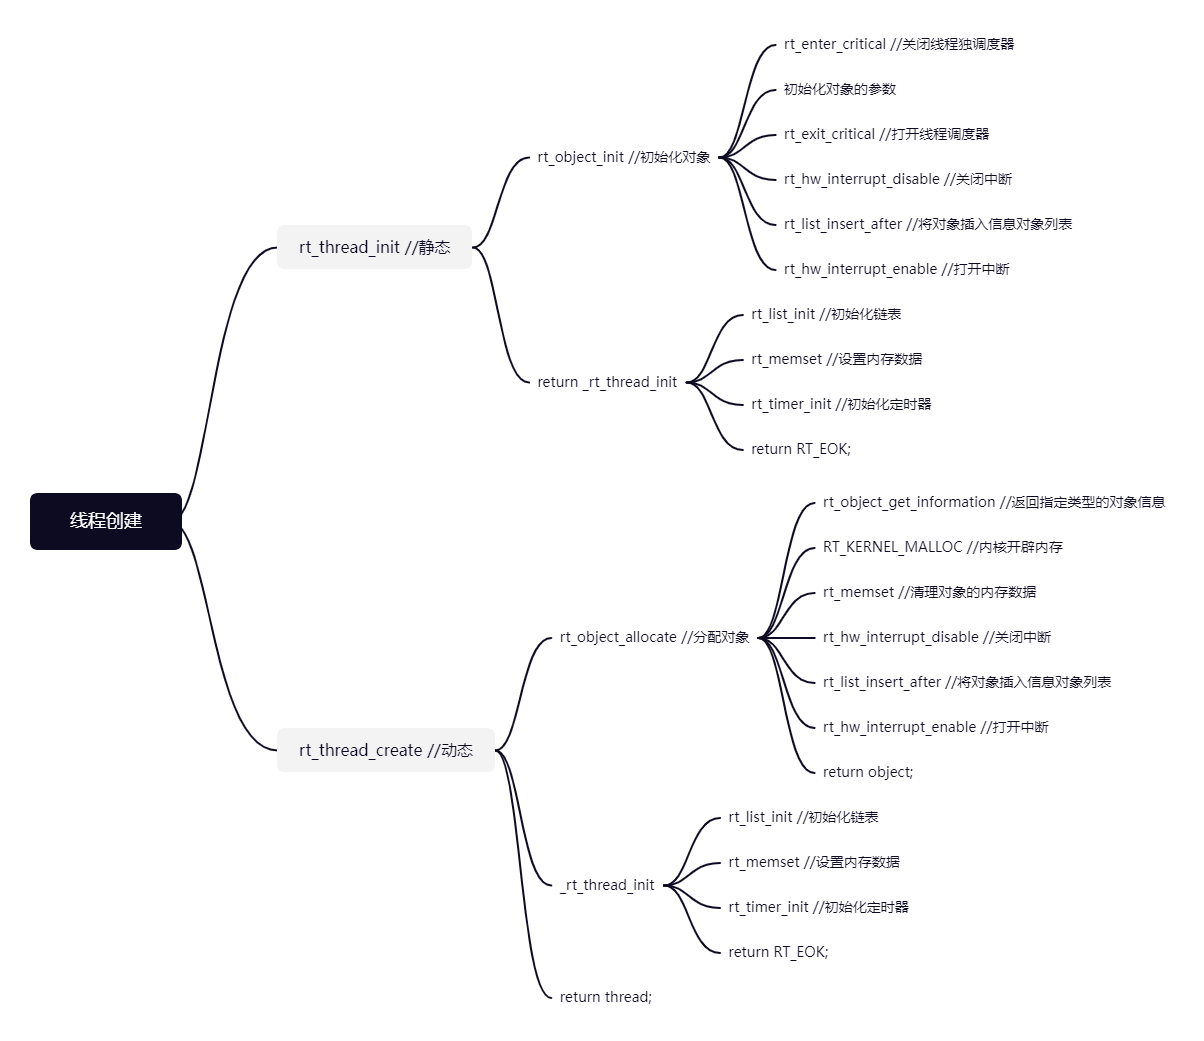 线程创建
rt_thread_init //静态
rt_object_init //初始化对象
rt_enter_critical //关闭线程独调度器
初始化对象的参数
rt_exit_critical //打开线程调度器
rt_hw_interrupt_disable //关闭中断
rt_list_insert_after //将对象插入信息对象列表
rt_hw_interrupt_enable //打开中断
return _rt_thread_init
rt_list_init //初始化链表
rt_memset //设置内存数据
rt_timer_init //初始化定时器
return RT_EOK;
rt_thread_create //动态
rt_object_allocate //分配对象
rt_object_get_information //返回指定类型的对象信息
RT_KERNEL_MALLOC //内核开辟内存
rt_memset //清理对象的内存数据
rt_hw_interrupt_disable //关闭中断
rt_list_insert_after //将对象插入信息对象列表
rt_hw_interrupt_enable //打开中断
return object;
_rt_thread_init
rt_list_init //初始化链表
rt_memset //设置内存数据
rt_timer_init //初始化定时器
return RT_EOK;
return thread;